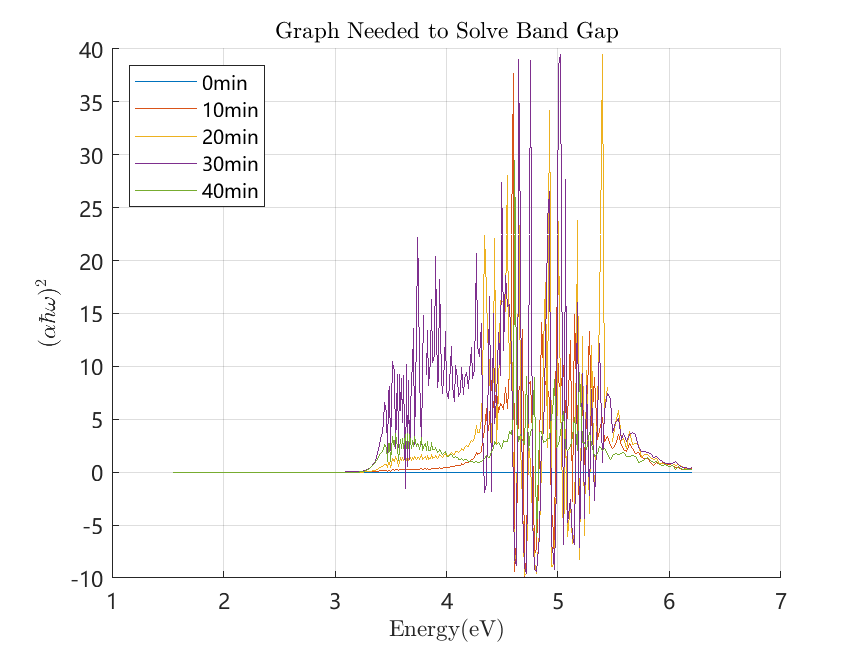 Graph Needed to Solve Band Gap
40
35
30
25
20
15
10
5
0
-5
-10
0min
10min
20min
30min
40min
(αħω)²
1 2 3 4 5 6 7
Energy(eV)